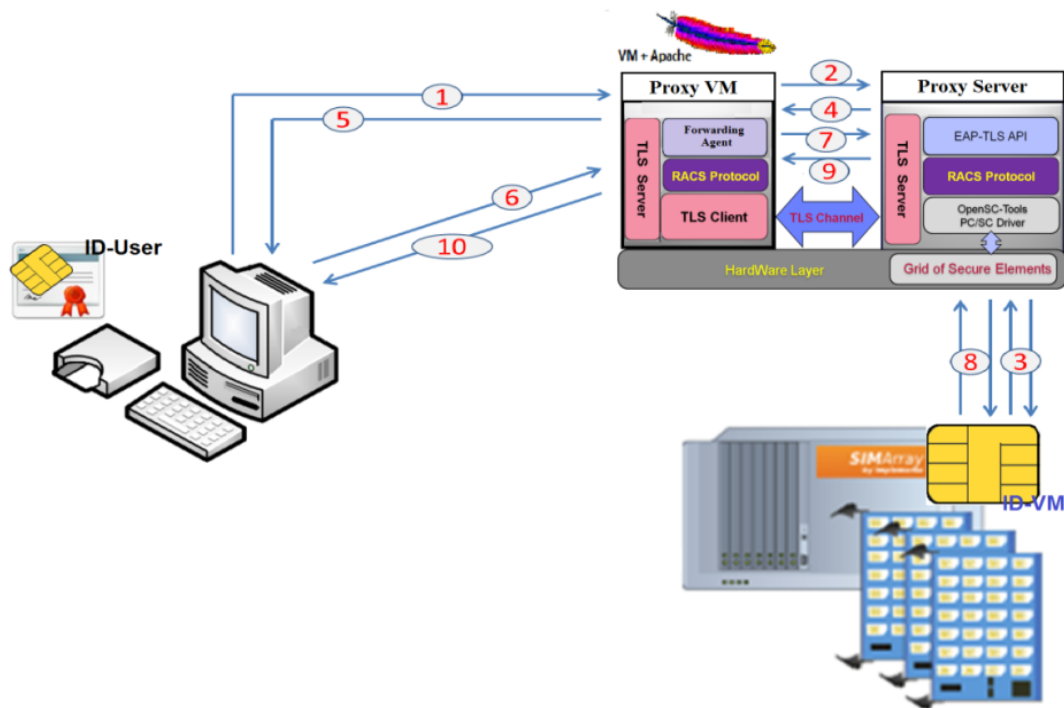 VM + Apache
Proxy VM
2
Proxy Server
1
4
5
Forwarding
Agent
7
EAP-TLS API
TLS Server
9
TLS Server
RACS Protocol
RACS Protocol
6
TLS Client
TLS Channel
OpenSC-Tools
PC/SC Driver
10
ID-User
HardWare Layer
Grid of Secure Elements
8
3
SIMArray
by implementa
ID-VM